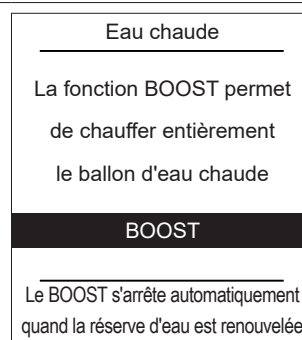 Eau chaude
La fonction BOOST permet
de chauffer entièrement
le ballon d'eau chaude
BOOST
Le BOOST s'arrête automatiquement
quand la réserve d'eau est renouvelée